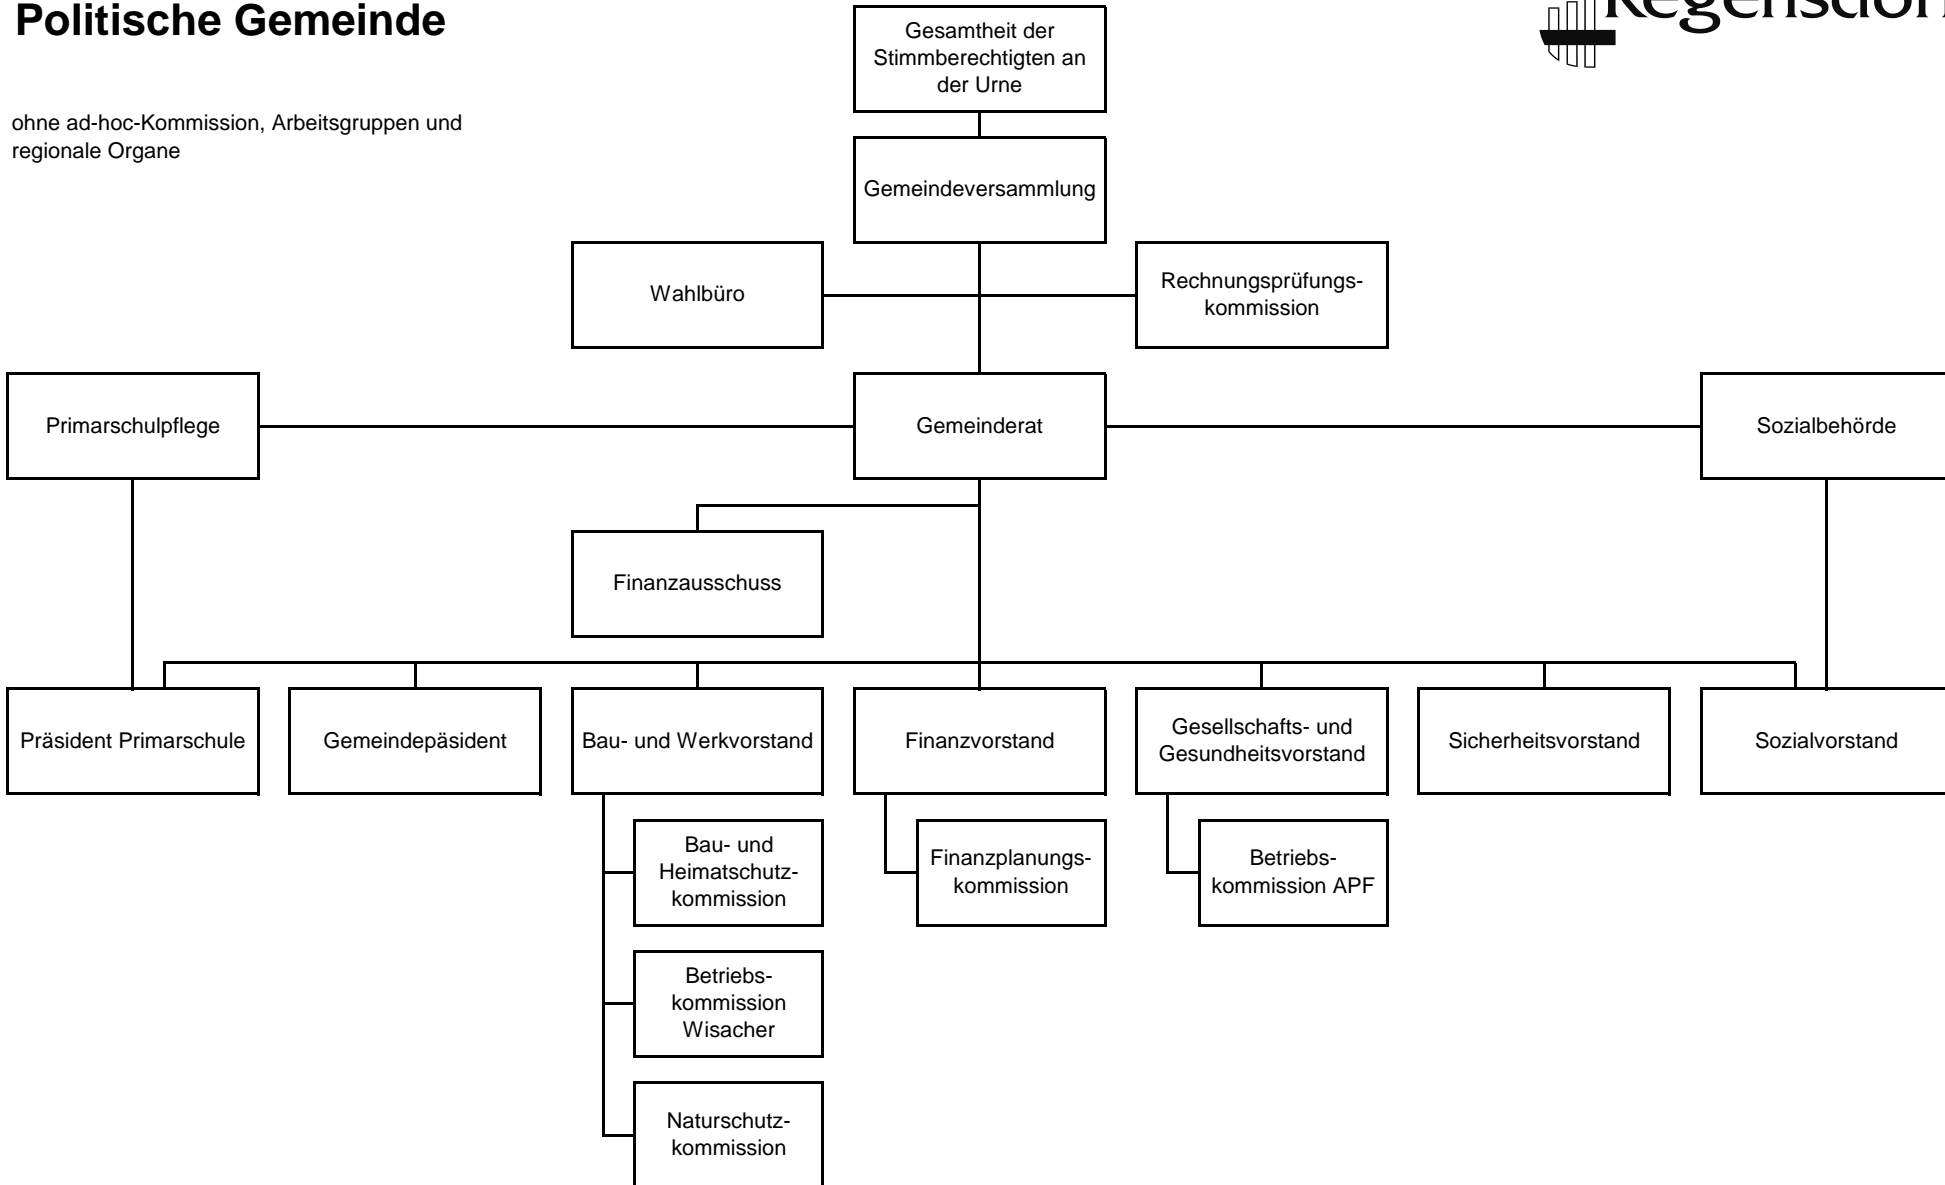 Politische Gemeinde
Regensdorf
ohne ad-hoc-Kommission, Arbeitsgruppen und
regionale Organe
Gesamtheit der
Stimmberechtigten an
der Urne
Gemeindeversammlung
Wahlbüro
Rechnungsprüfungs-
kommission
Primarschulpflege
Gemeinderat
Sozialbehörde
Finanzausschuss
Präsident Primarschule
Gemeindepäsident
Bau- und Werkvorstand
Finanzvorstand
Gesellschafts- und
Gesundheitsvorstand
Sicherheitsvorstand
Sozialvorstand
Bau- und
Heimatschutz-
kommission
Finanzplanungs-
kommission
Betriebs-
kommission APF
Betriebs-
kommission
Wisacher
Naturschutz-
kommission